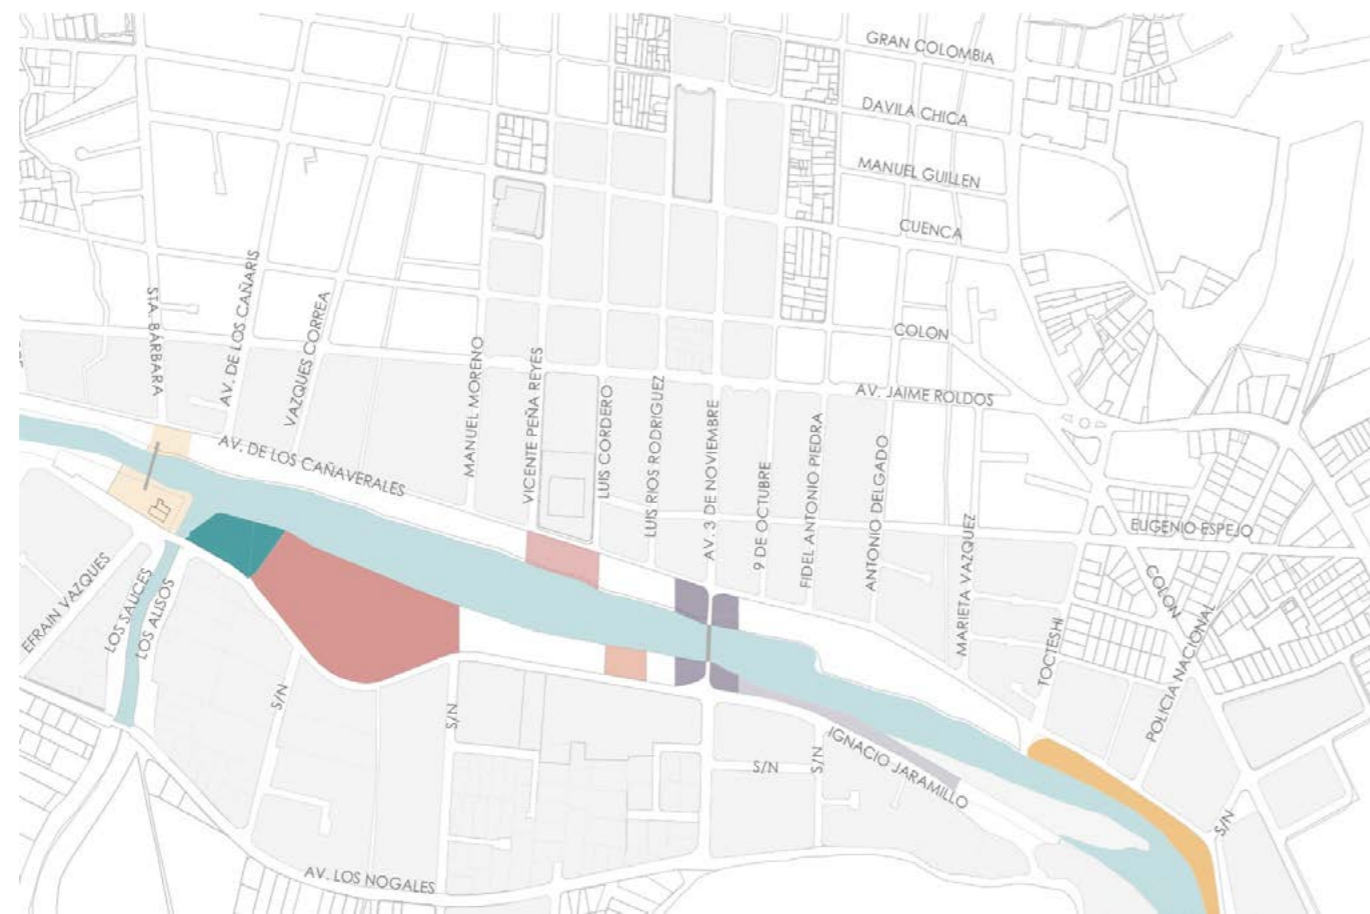 GRAN COLOMBIA
DAVILA CHICA
MANUEL GUILLEN
CUENCA
COLON
AV. JAIME ROLDOS
STA. BÁRBARA
AV. DE LOS CAÑARIS
VAZQUES CORREA
MANUEL MORENO
VICENTE PEÑA REYES
LUIS CORDERO
LUIS RIOS RODRIGUEZ
AV. 3 DE NOVIEMBRE
9 DE OCTUBRE
FIDEL ANTONIO PIEDRA
ANTONIO DELGADO
MARIETA VAZQUEZ
TOCTESHI
EUGENIO ESPEJO
COLON
POLICIA NACIONAL
AV. DE LOS CAÑAVERALES
EFRAIN VAZQUES
LOS SAUCES
LOS ALISOS
S/N
S/N
S/N
S/N
IGNACIO JARAMILLO
S/N
AV. LOS NOGALES